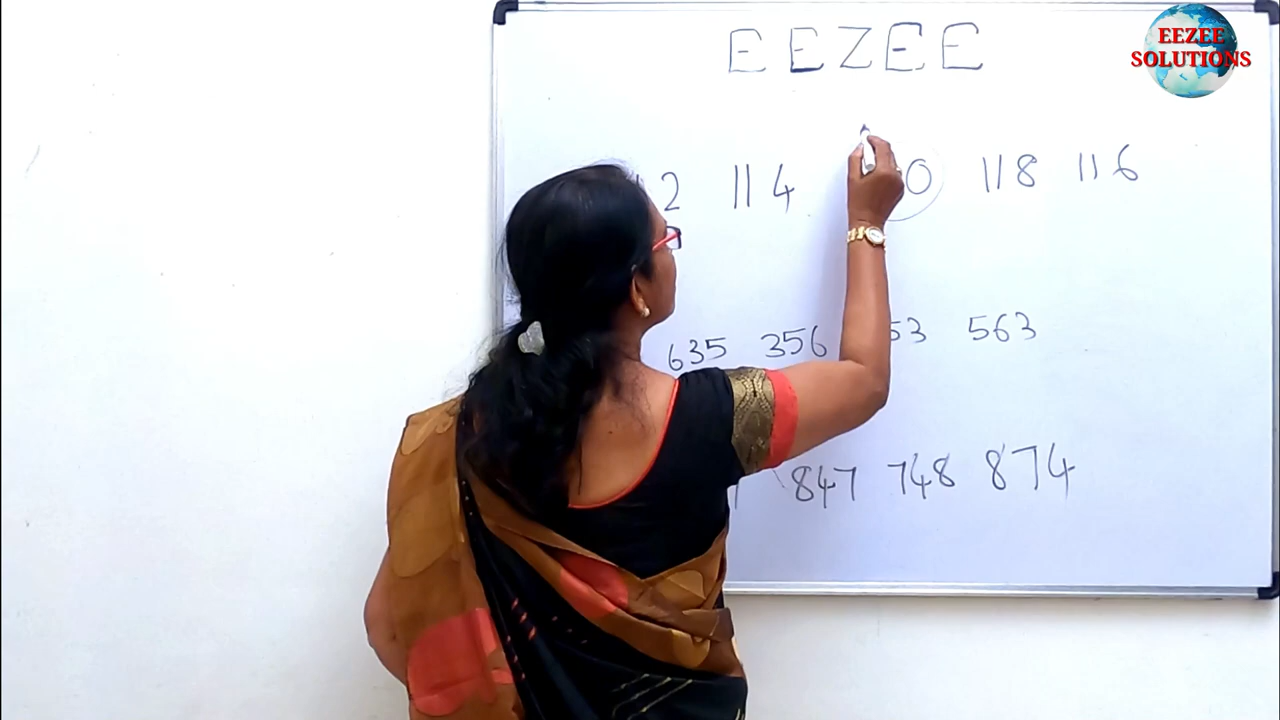 EEZEE
EEZEE
SOLUTIONS
114 118 116
635 356 563
847 748 874